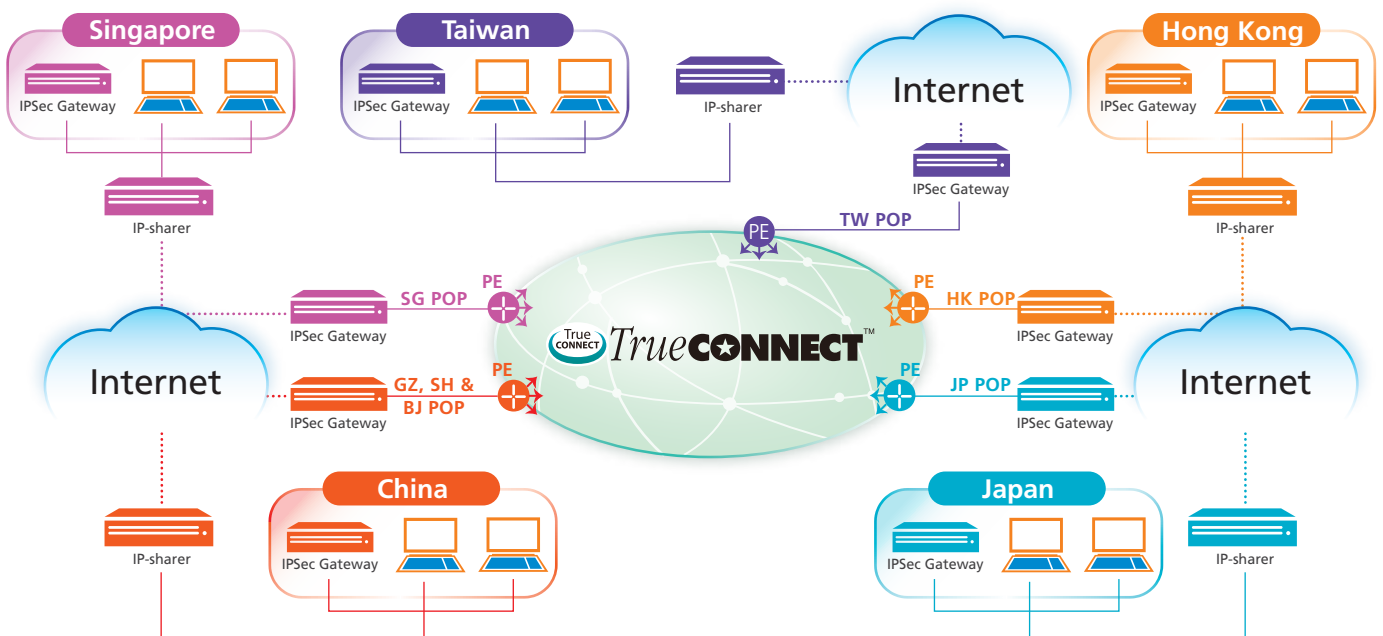 Singapore
IPSec Gateway
IP-sharer
Taiwan
IPSec Gateway
IP-sharer
Internet
IPSec Gateway
TW POP
PE
Hong Kong
IPSec Gateway
IP-sharer
PE
SG POP
IPSec Gateway
Internet
PE
GZ, SH &
BJ POP
IPSec Gateway
True
CONNECT
TrueCONNECT™
PE
HK POP
IPSec Gateway
Internet
PE
JP POP
IPSec Gateway
IP-sharer
China
IPSec Gateway
Japan
IPSec Gateway
IP-sharer